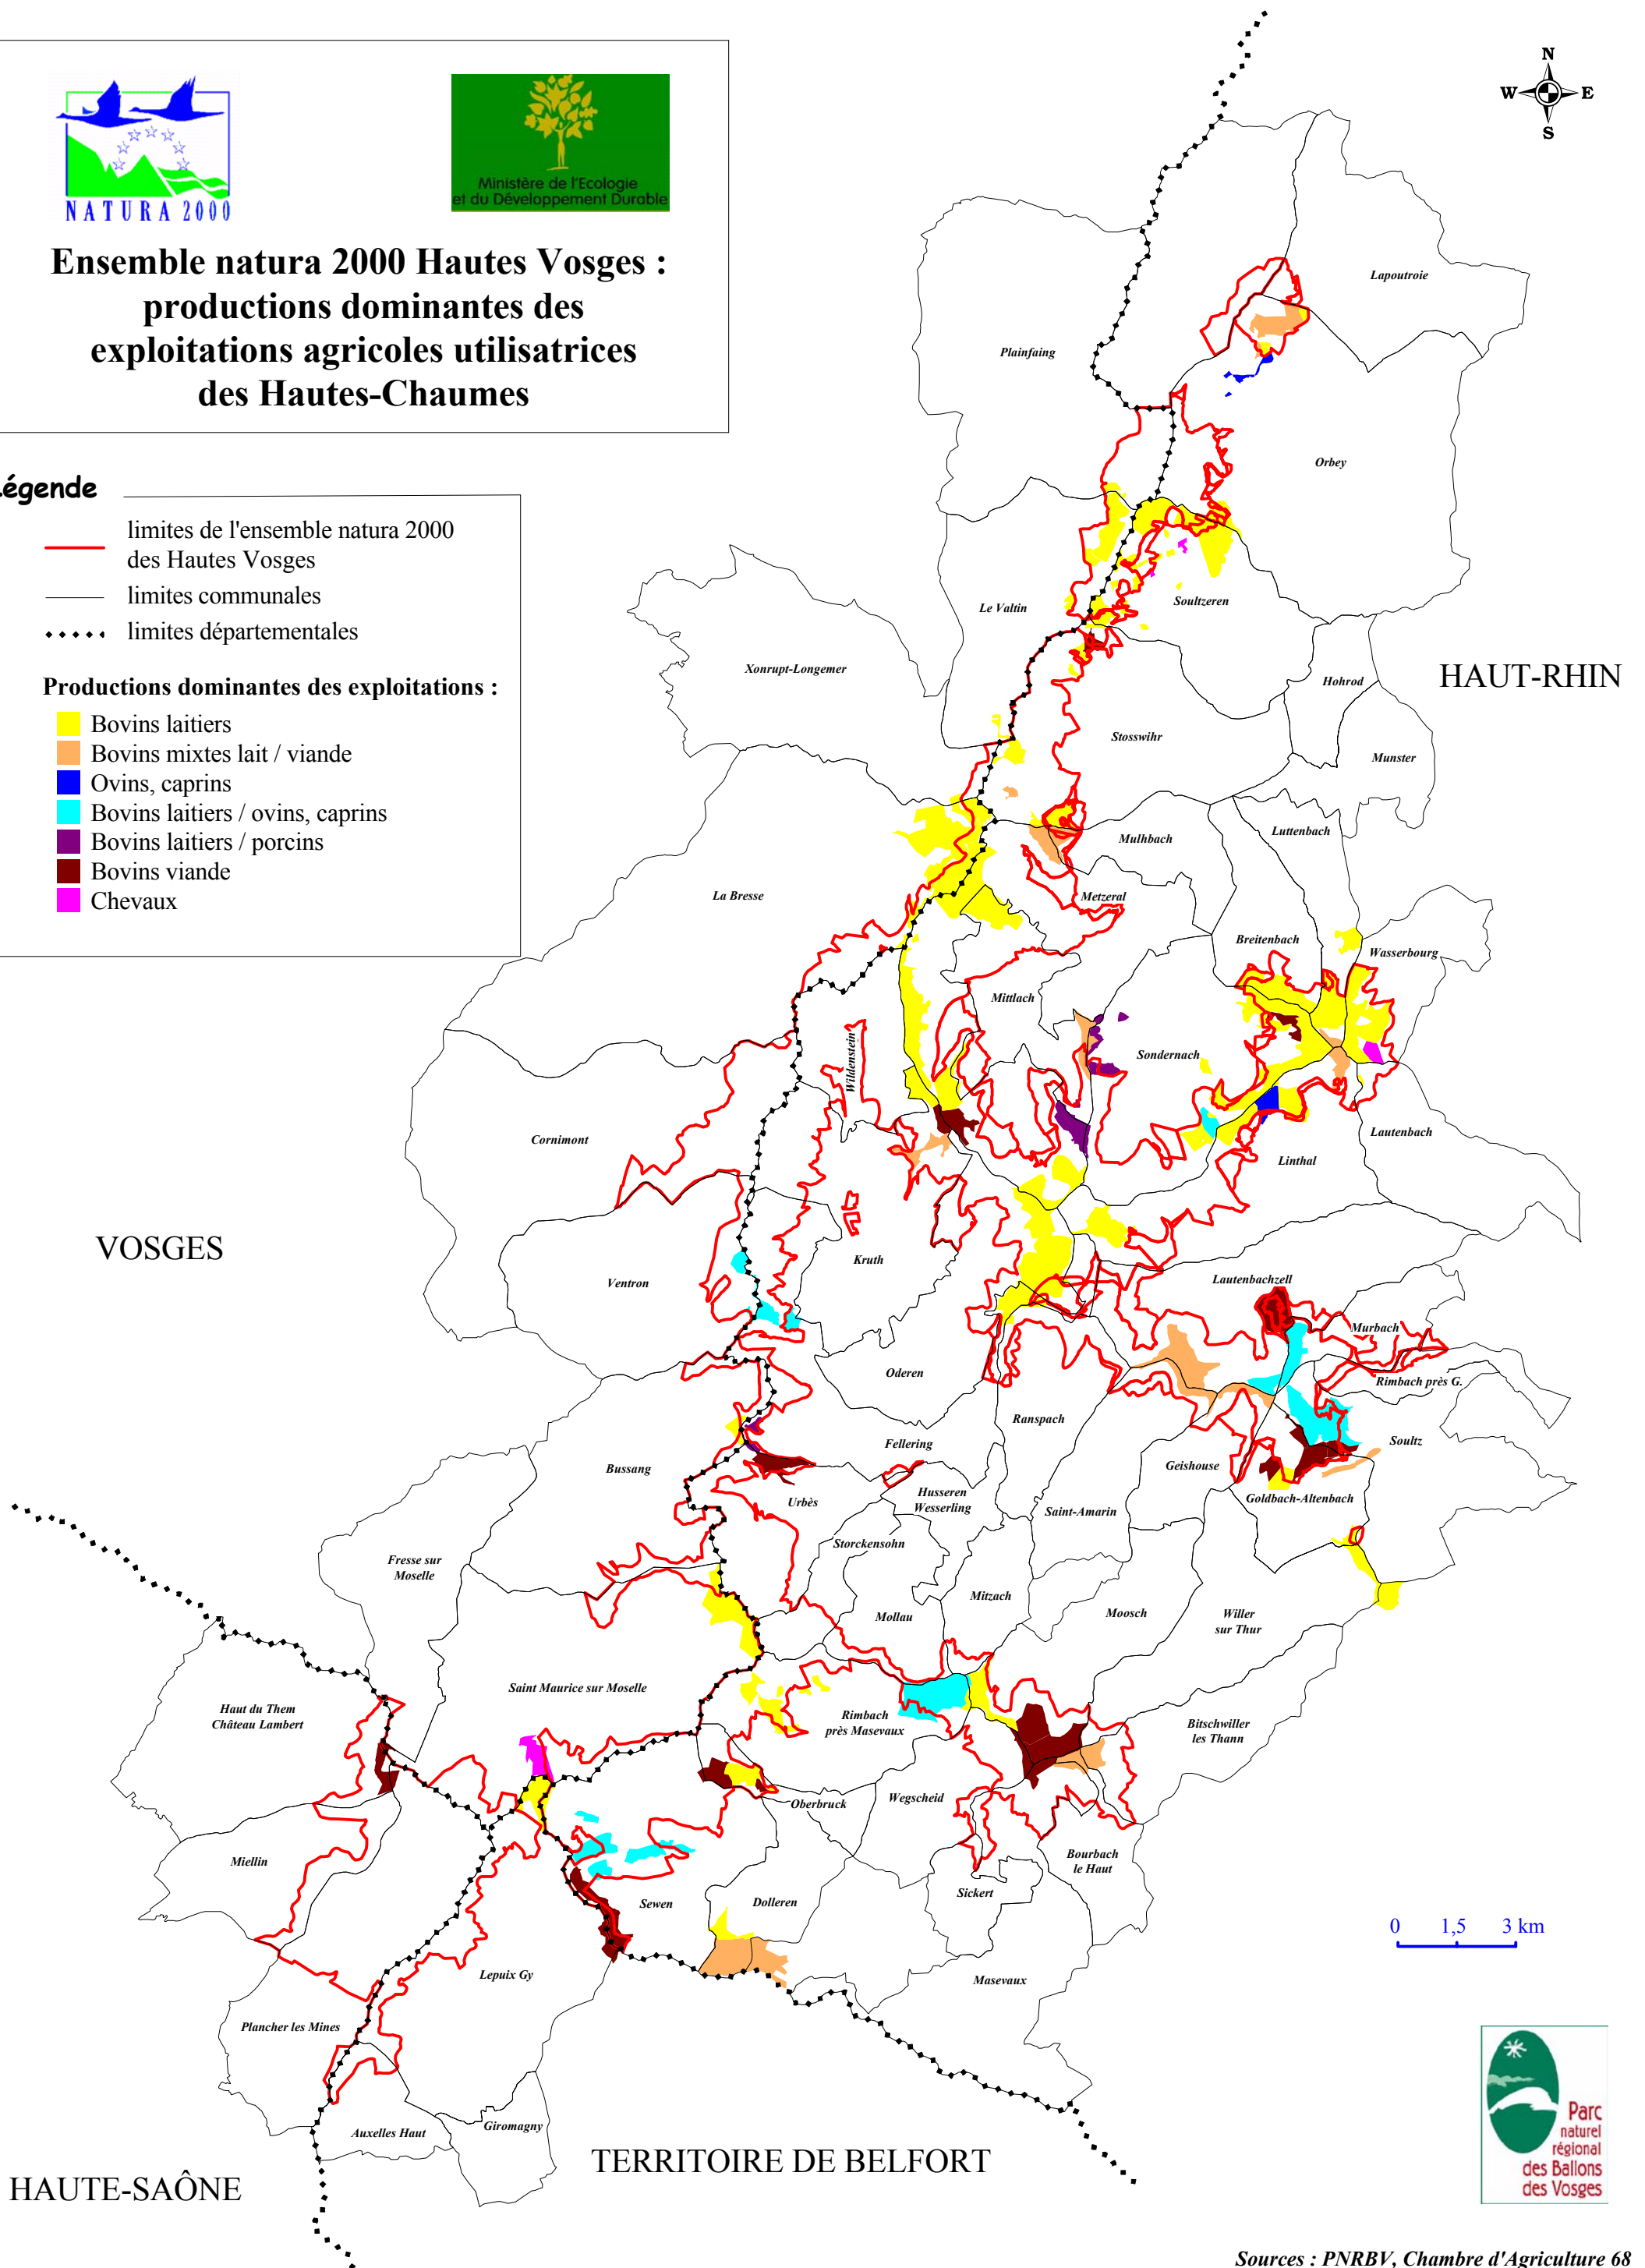 NATURA 2000
Ministère de l'Ecologie
et du Développement Durable
Ensemble natura 2000 Hautes Vosges :
productions dominantes des
exploitations agricoles utilisatrices
des Hautes-Chaumes
N
W E
S
Légende
limites de l'ensemble natura 2000
des Hautes Vosges
limites communales
limites départementales
Productions dominantes des exploitations :
Bovins laitiers
Bovins mixtes lait / viande
Ovins, caprins
Bovins laitiers / ovins, caprins
Bovins laitiers / porcins
Bovins viande
Chevaux
Lapoutroie
Plainfaing
Orbey
Le Valtin
Soultzeren
Xonrupt-Longemer
Hohrod
HAUT-RHIN
Stosswihr
Munster
Mulhbach
Luttenbach
La Bresse
Metzeral
Breitenbach
Wasserbourg
Mittlach
Wildenstein
Sondernach
Cornimont
Lautenbach
Linthal
VOSGES
Kruth
Ventron
Lautenbachzell
Murbach
Oderen
Rimbach près G.
Ranspach
Fellering
Soultz
Bussang
Geishouse
Husseren
Wesserling
Urbès
Goldbach-Altenbach
Saint-Amarin
Storckensohn
Fresse sur
Moselle
Mitzach
Mollau
Moosch
Willer
sur Thur
Saint Maurice sur Moselle
Haut du Them
Château Lambert
Rimbach
près Masevaux
Bitschwiller
les Thann
Oberbruck
Wegscheid
Miellin
Bourbach
le Haut
Sickert
Sewen
Dolleren
0 1,5 3 km
Lepuix Gy
Masevaux
Plancher les Mines
Auxelles Haut
Giromagny
TERRITOIRE DE BELFORT
HAUTE-SAÔNE
Parc
naturel
régional
des Ballons
des Vosges
Sources : PNRBV, Chambre d'Agriculture 68